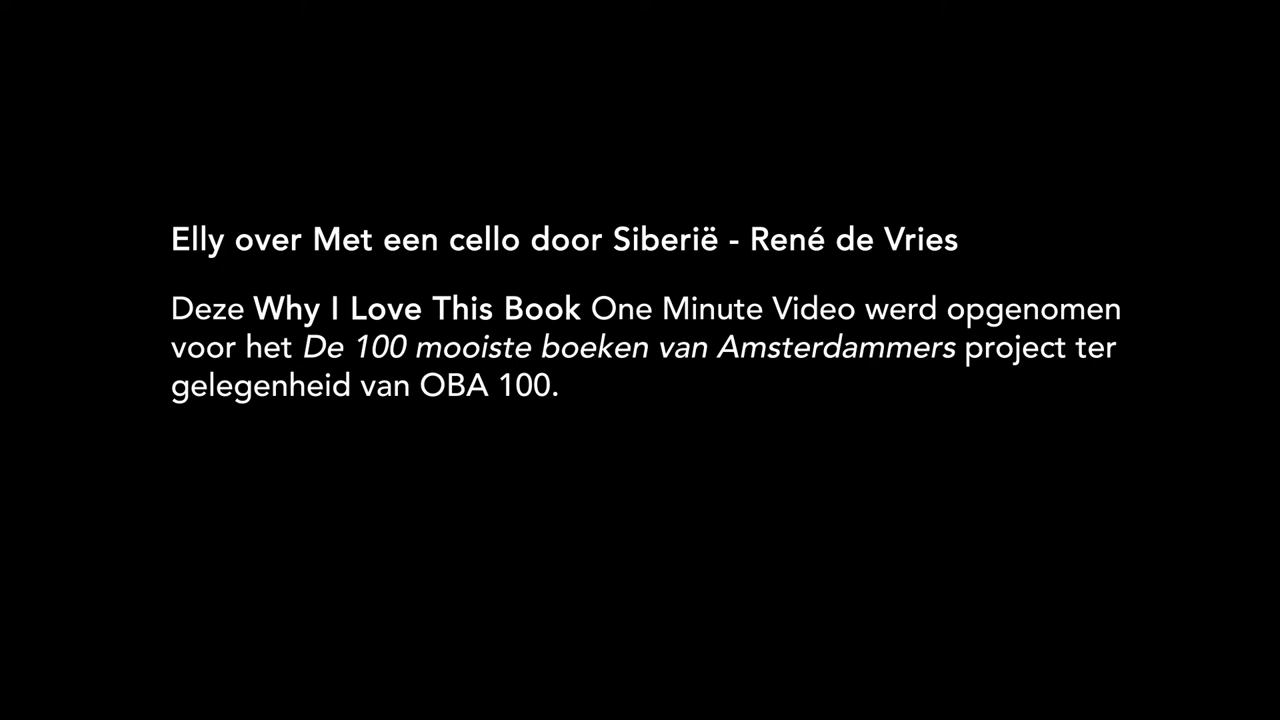 Elly over Met een cello door Siberië - René de Vries
Deze Why I Love This Book One Minute Video werd opgenomen
voor het De 100 mooiste boeken van Amsterdammers project ter
gelegenheid van OBA 100.